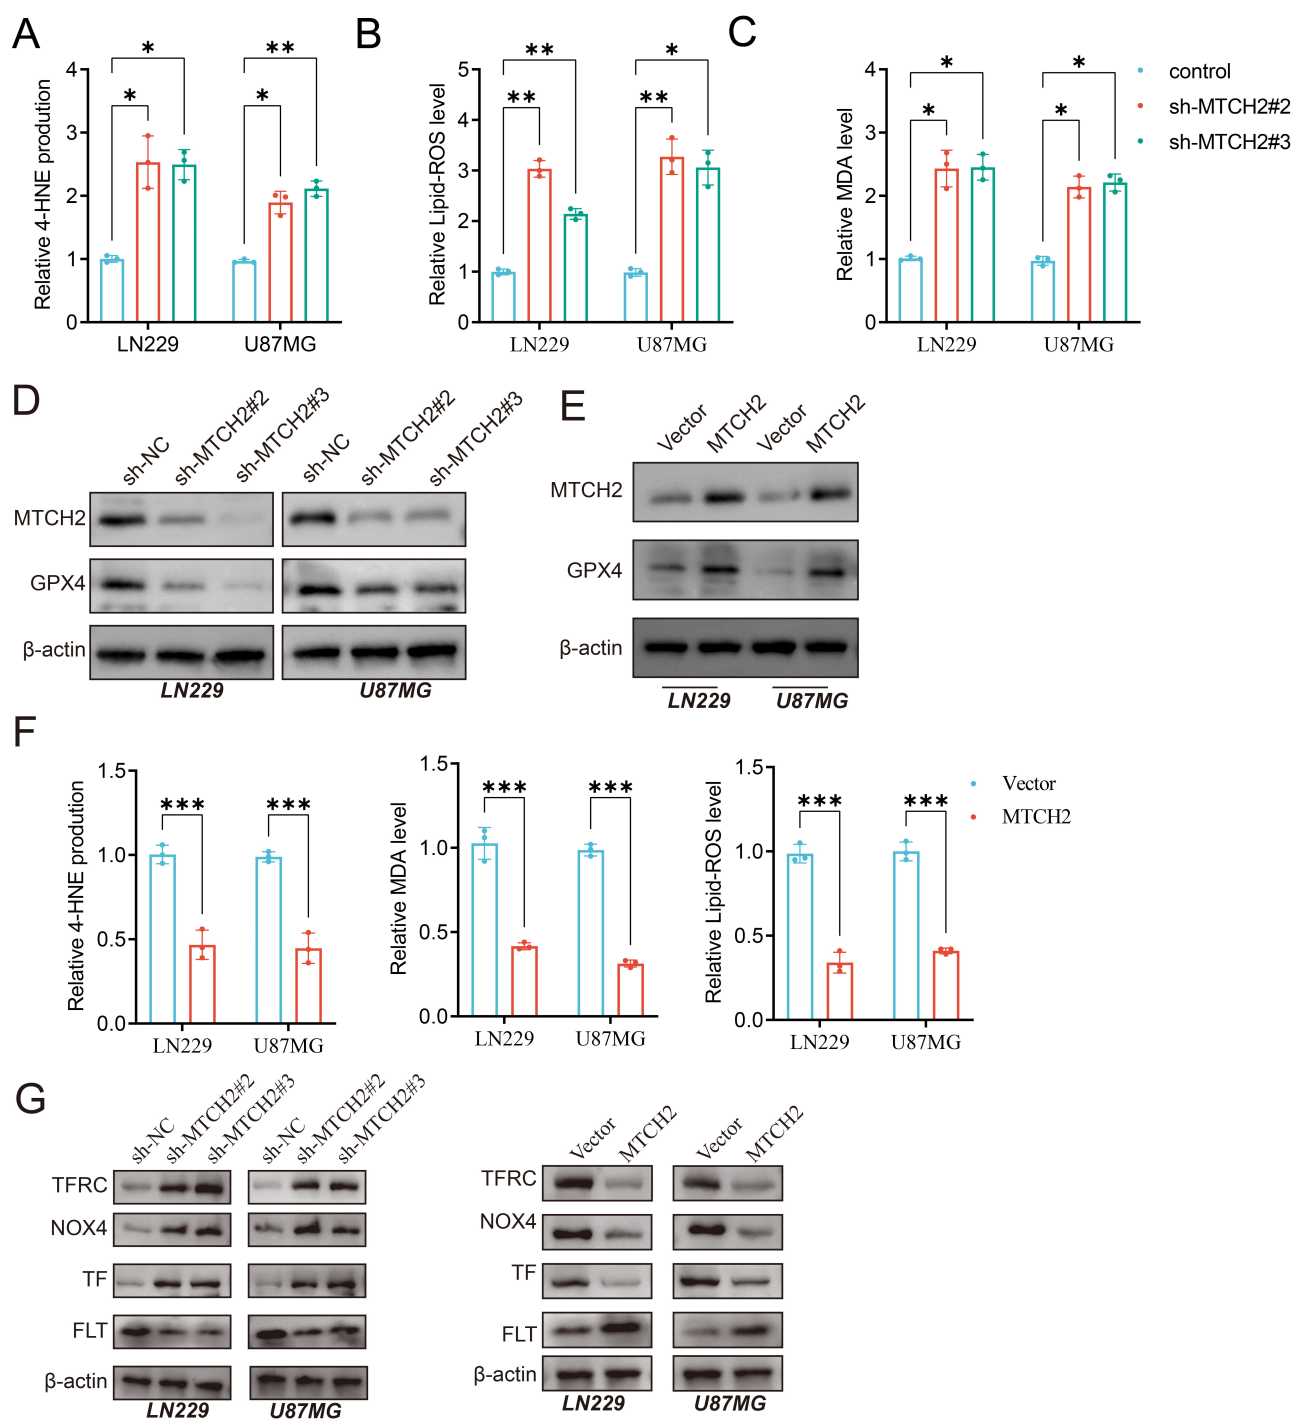 A
B
C
Relative 4-HNE prodution
4
3
2
1
0
*
*
**
*
LN229
U87MG
Relative Lipid-ROS level
5
4
3
2
1
0
**
**
*
**
LN229
U87MG
Relative MDA level
4
3
2
1
0
*
*
*
*
LN229
U87MG
control
sh-MTCH2#2
sh-MTCH2#3
D
sh-NC
sh-MTCH2#2
sh-MTCH2#3
sh-NC
sh-MTCH2#2
sh-MTCH2#3
MTCH2
GPX4
β-actin
LN229
U87MG
E
Vector
MTCH2
Vector
MTCH2
MTCH2
GPX4
β-actin
LN229
U87MG
F
Relative 4-HNE prodution
1.5
1.0
0.5
0.0
***
***
LN229
U87MG
Relative MDA level
1.5
1.0
0.5
0.0
***
***
LN229
U87MG
Relative Lipid-ROS level
1.5
1.0
0.5
0.0
***
***
LN229
U87MG
Vector
MTCH2
G
sh-NC
sh-MTCH2#2
sh-MTCH2#3
sh-NC
sh-MTCH2#2
sh-MTCH2#3
TFRC
NOX4
TF
FLT
β-actin
LN229
U87MG
Vector
MTCH2
Vector
MTCH2
TFRC
NOX4
TF
FLT
β-actin
LN229
U87MG